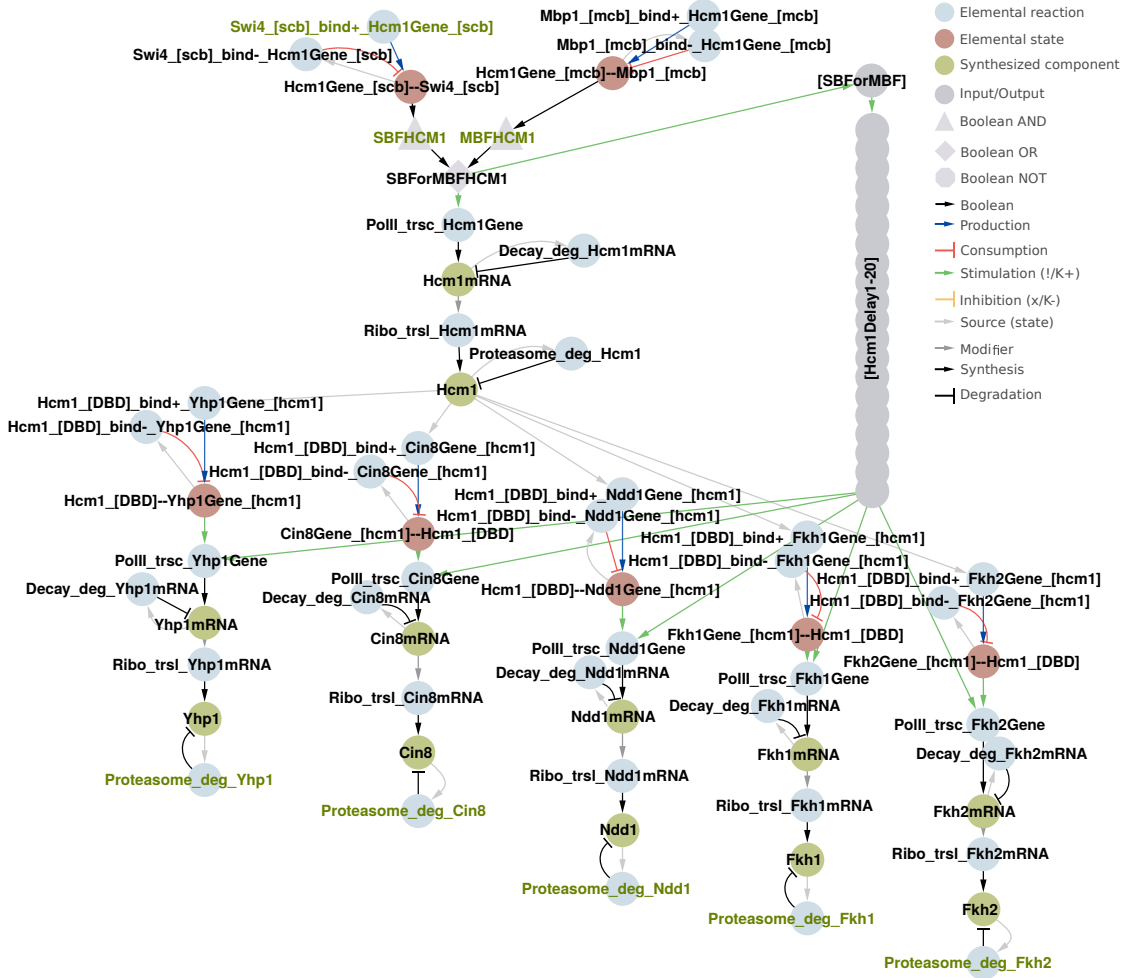 Swi4_[scb]_bind+_Hcm1Gene_[scb]
Swi4_[scb]_bind-_Hcm1Gene_[scb]
Hcm1Gene_[scb]--Swi4_[scb]
Mbp1_[mcb]_bind+_Hcm1Gene_[mcb]
Mbp1_[mcb]_bind-_Hcm1Gene_[mcb]
Hcm1Gene_[mcb]--Mbp1_[mcb]
[SBForMBF]
SBFHCM1
MBFHCM1
SBForMBFHCM1
PolII_trsc_Hcm1Gene
Decay_deg_Hcm1mRNA
Hcm1mRNA
Ribo_trsl_Hcm1mRNA
Proteasome_deg_Hcm1
Hcm1
[Hcm1Delay1-20]
Hcm1_[DBD]_bind+_Yhp1Gene_[hcm1]
Hcm1_[DBD]_bind-_Yhp1Gene_[hcm1]
Hcm1_[DBD]--Yhp1Gene_[hcm1]
PolII_trsc_Yhp1Gene
Decay_deg_Yhp1mRNA
Yhp1mRNA
Ribo_trsl_Yhp1mRNA
Yhp1
Proteasome_deg_Yhp1
Hcm1_[DBD]_bind+_Cin8Gene_[hcm1]
Hcm1_[DBD]_bind-_Cin8Gene_[hcm1]
Cin8Gene_[hcm1]--Hcm1_[DBD]
PolII_trsc_Cin8Gene
Decay_deg_Cin8mRNA
Cin8mRNA
Ribo_trsl_Cin8mRNA
Cin8
Proteasome_deg_Cin8
Hcm1_[DBD]_bind+_Ndd1Gene_[hcm1]
Hcm1_[DBD]_bind-_Ndd1Gene_[hcm1]
Hcm1_[DBD]--Ndd1Gene_[hcm1]
PolII_trsc_Ndd1Gene
Decay_deg_Ndd1mRNA
Ndd1mRNA
Ribo_trsl_Ndd1mRNA
Ndd1
Proteasome_deg_Ndd1
Hcm1_[DBD]_bind+_Fkh1Gene_[hcm1]
Hcm1_[DBD]_bind-_Fkh1Gene_[hcm1]
Fkh1Gene_[hcm1]--Hcm1_[DBD]
PolII_trsc_Fkh1Gene
Decay_deg_Fkh1mRNA
Fkh1mRNA
Ribo_trsl_Fkh1mRNA
Fkh1
Proteasome_deg_Fkh1
Hcm1_[DBD]_bind+_Fkh2Gene_[hcm1]
Hcm1_[DBD]_bind-_Fkh2Gene_[hcm1]
Fkh2Gene_[hcm1]--Hcm1_[DBD]
PolII_trsc_Fkh2Gene
Decay_deg_Fkh2mRNA
Fkh2mRNA
Ribo_trsl_Fkh2mRNA
Fkh2
Proteasome_deg_Fkh2
Elemental reaction
Elemental state
Synthesized component
Input/Output
Boolean AND
Boolean OR
Boolean NOT
Boolean
Production
Consumption
Stimulation (!/K+)
Inhibition (x/K-)
Source (state)
Modifier
Synthesis
Degradation